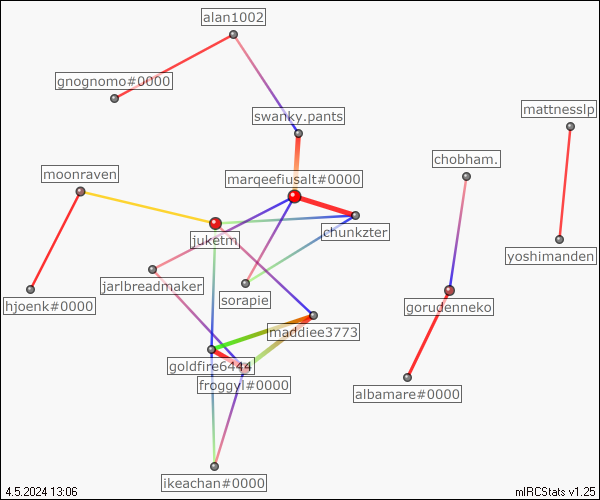 alan1002
gnognomo#0000
mattnesslp
swanky.pants
chobham.
moonraven
marqeefiusalt#0000
juketm
chunkzter
yoshimanden
jarlbreadmaker
sorapie
hjoenk#0000
gorudenneko
maddiee3773
goldfire6444
froggyl#0000
albamare#0000
ikeachan#0000
4.5.2024 13:06
mIRCStats v1.25